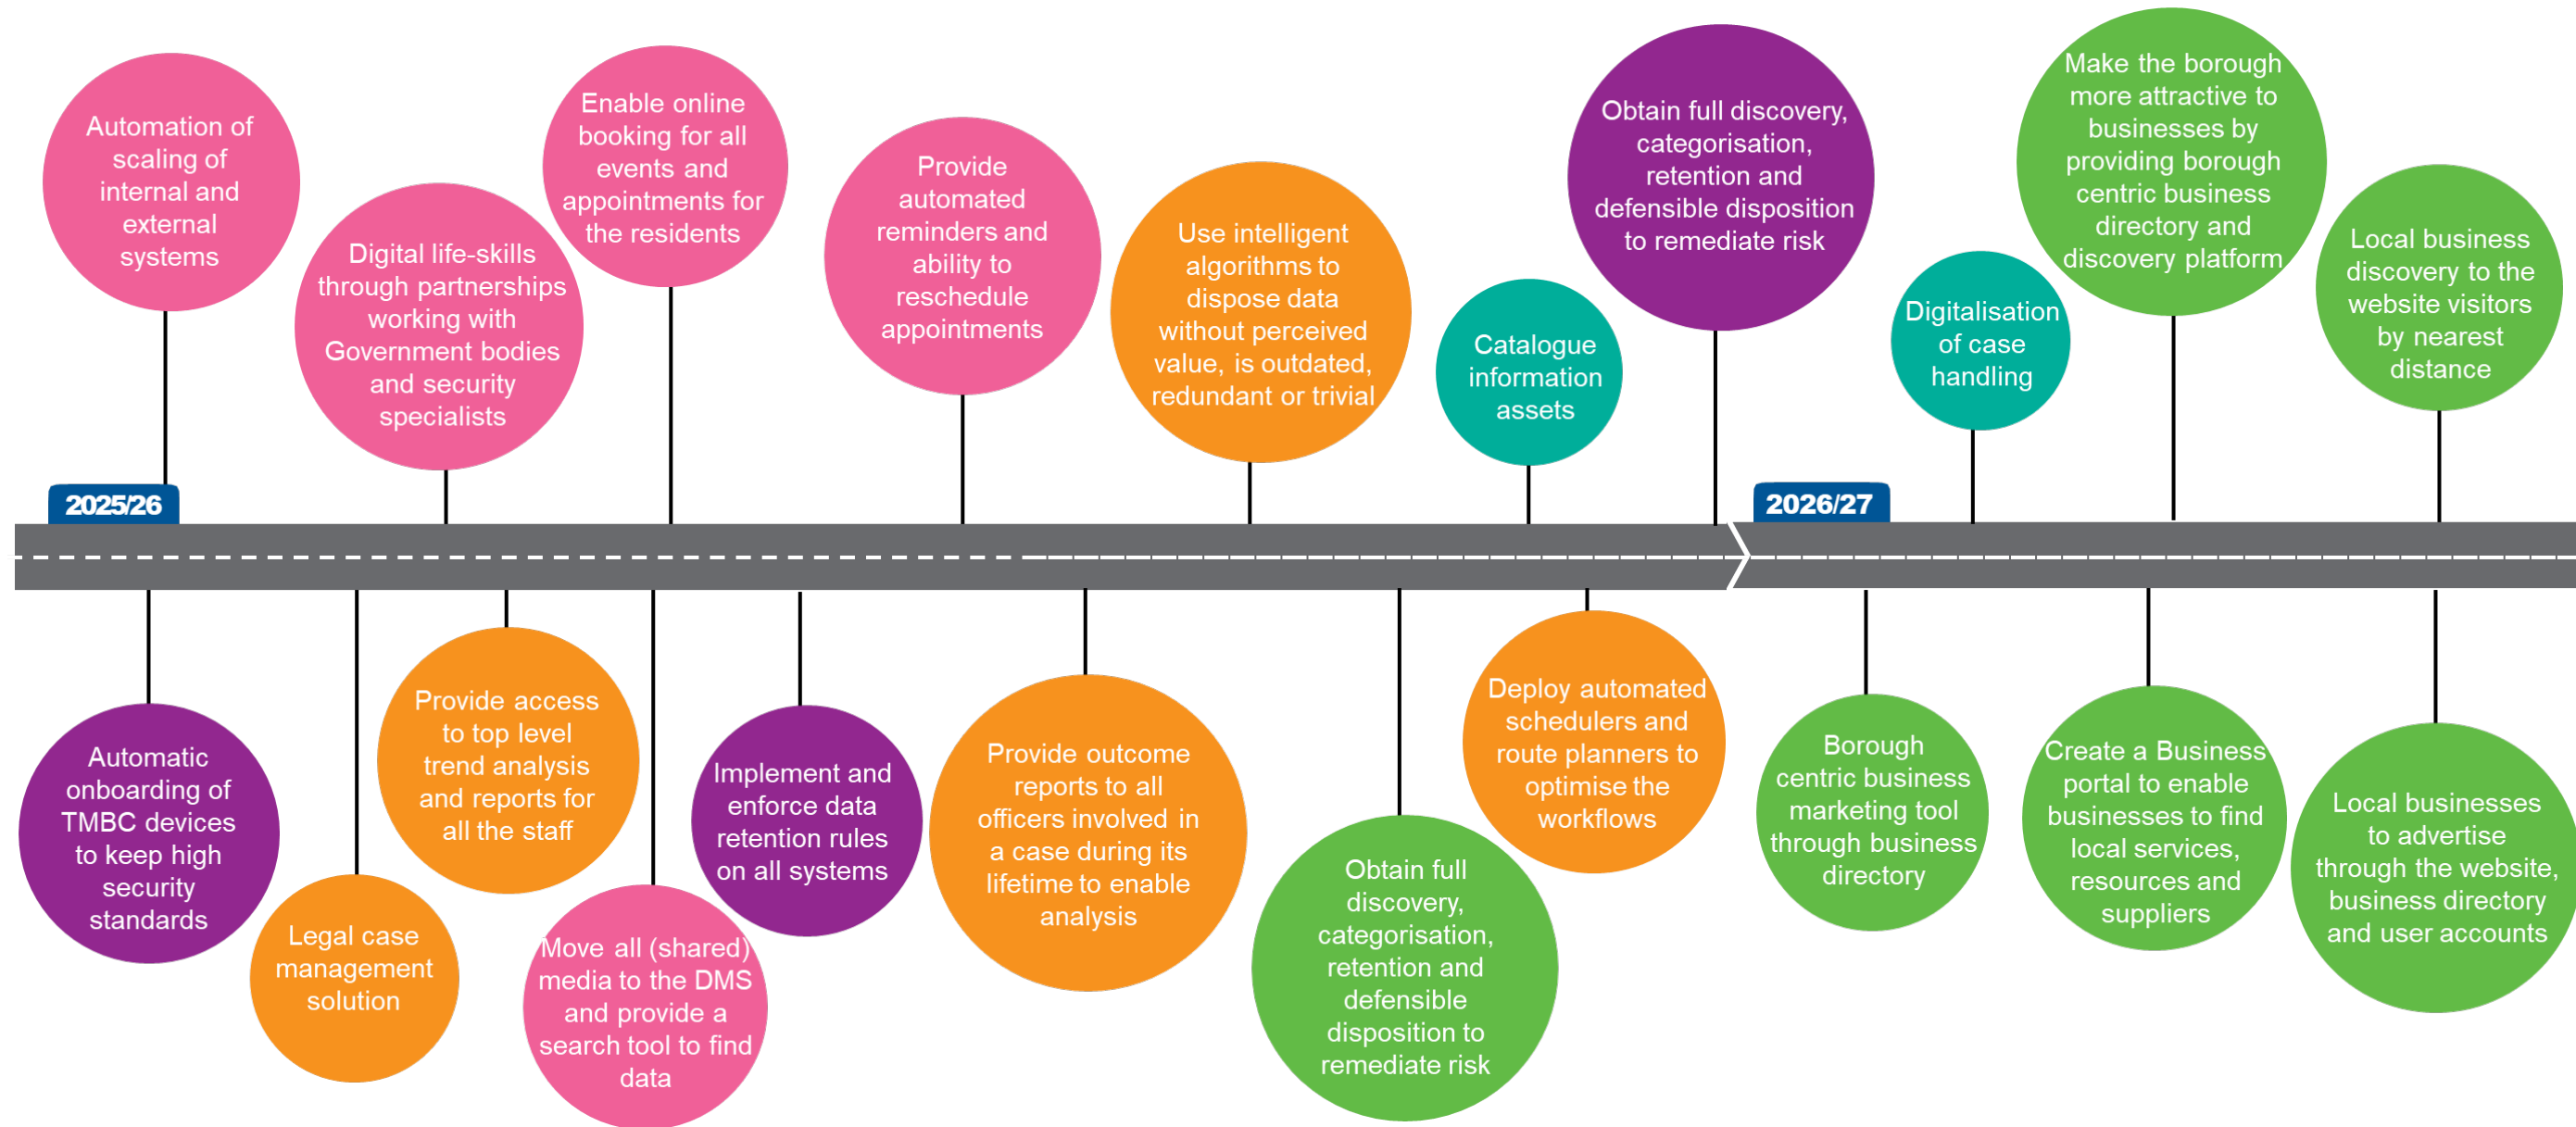 Automation of
scaling of
internal and
external
systems
Digital life-skills
through partnerships
working with
Government bodies
and security
specialists
Enable online
booking for all
events and
appointments for
the residents
Provide
automated
reminders and
ability to
reschedule
appointments
Use intelligent
algorithms to
dispose data
without perceived
value, is outdated,
redundant or trivial
Catalogue
information
assets
Obtain full discovery,
categorisation,
retention and
defensible disposition
to remediate risk
Digitalisation
of case
handling
Make the borough
more attractive to
businesses by
providing borough
centric business
directory and
discovery platform
Local business
discovery to the
website visitors
by nearest
distance
2025/26
2026/27
Automatic
onboarding of
TMBC devices
to keep high
security
standards
Legal case
management
solution
Provide access
to top level
trend analysis
and reports for
all the staff
Move all (shared)
media to the DMS
and provide a
search tool to find
data
Implement and
enforce data
retention rules
on all systems
Provide outcome
reports to all
officers involved in
a case during its
lifetime to enable
analysis
Obtain full
discovery,
categorisation,
retention and
defensible
disposition to
remediate risk
Deploy automated
schedulers and
route planners to
optimise the
workflows
Borough
centric business
marketing tool
through business
directory
Create a Business
portal to enable
businesses to find
local services,
resources and
suppliers
Local businesses
to advertise
through the website,
business directory
and user accounts